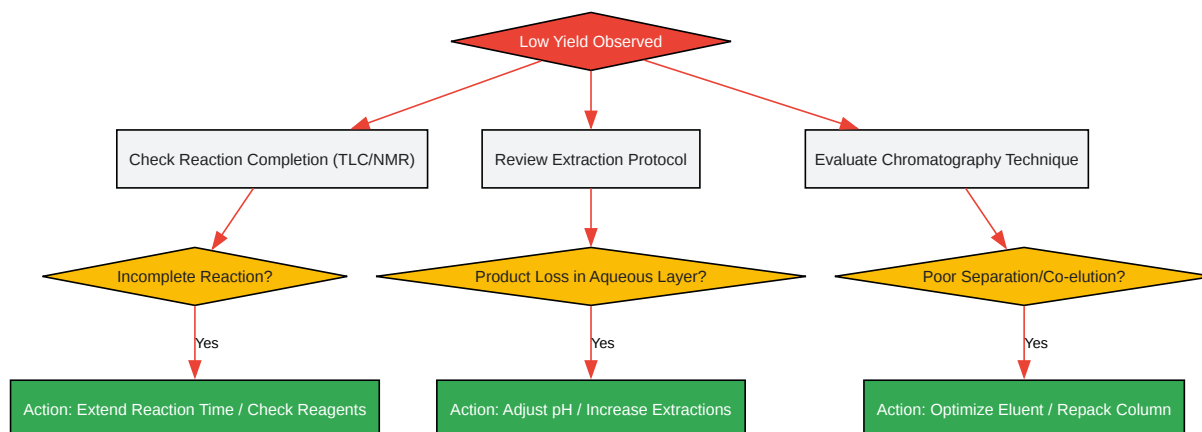 Low Yield Observed
Check Reaction Completion (TLC/NMR)
Review Extraction Protocol
Evaluate Chromatography Technique
Incomplete Reaction?
Product Loss in Aqueous Layer?
Poor Separation/Co-elution?
Yes
Yes
Yes
Action: Extend Reaction Time / Check Reagents
Action: Adjust pH / Increase Extractions
Action: Optimize Eluent / Repack Column